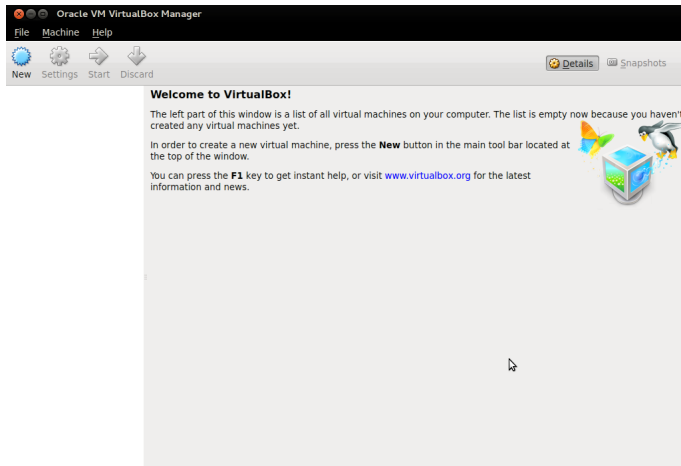 Oracle VM VirtualBox Manager
File Machine Help
New Settings Start Discard
Details Snapshots
Welcome to VirtualBox!
The left part of this window is a list of all virtual machines on your computer. The list is empty now because you haven't
created any virtual machines yet.
In order to create a new virtual machine, press the New button in the main tool bar located at
the top of the window.
You can press the F1 key to get instant help, or visit www.virtualbox.org for the latest
information and news.